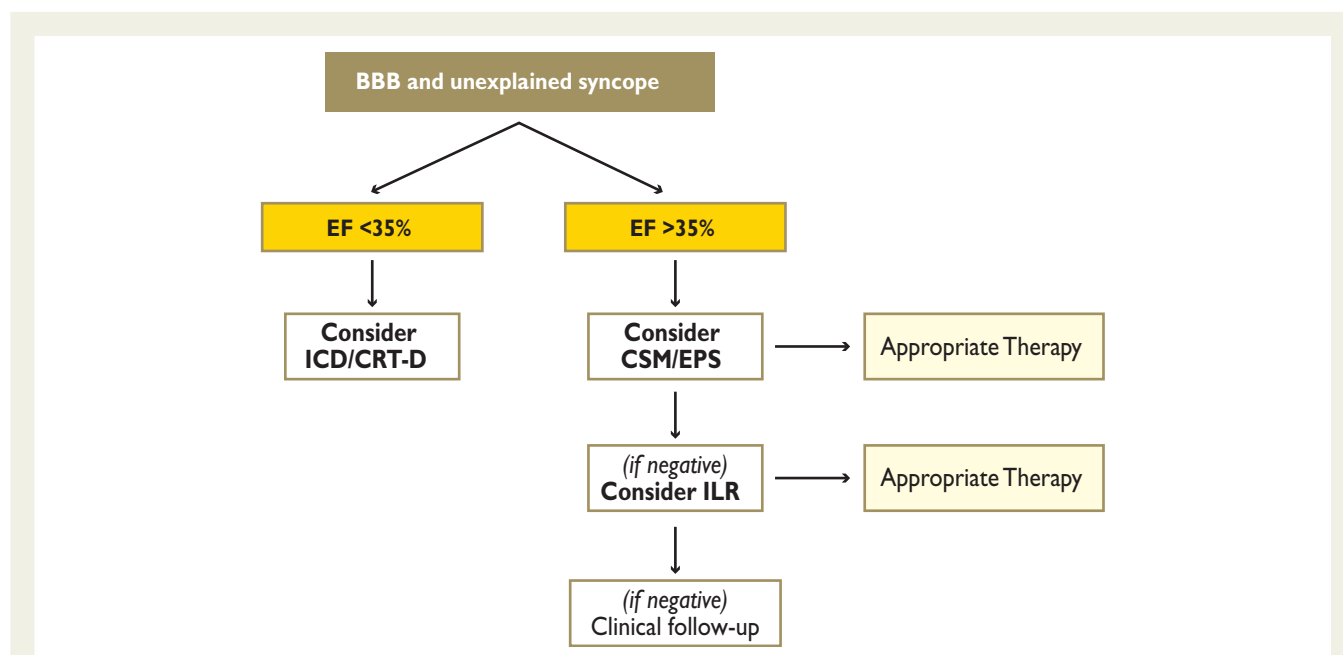 BBB and unexplained syncope
EF <35%
EF >35%
Consider
ICD/CRT-D
Consider
CSM/EPS
Appropriate Therapy
(if negative)
Consider ILR
Appropriate Therapy
(if negative)
Clinical follow-up